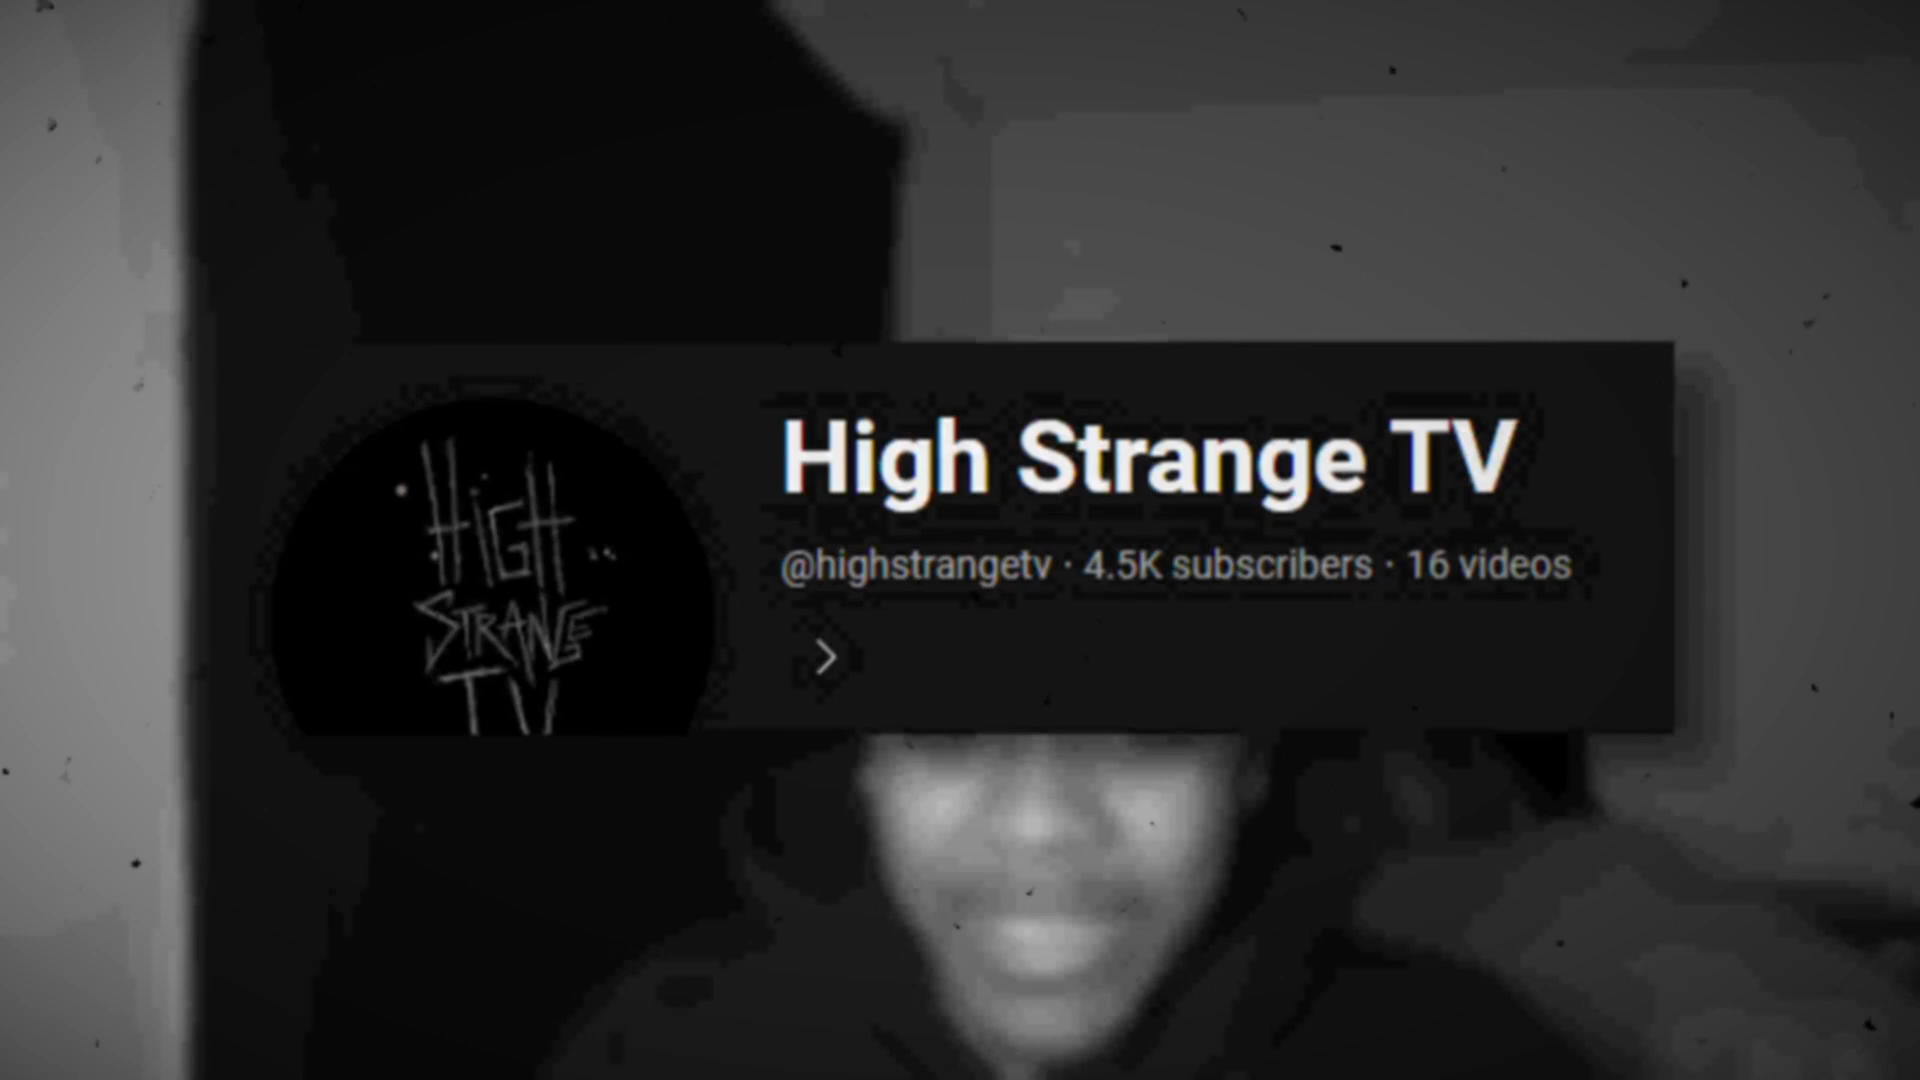 HiGH
STRANGE
TV
High Strange TV
@highstrangetv · 4.5K subscribers · 16 videos